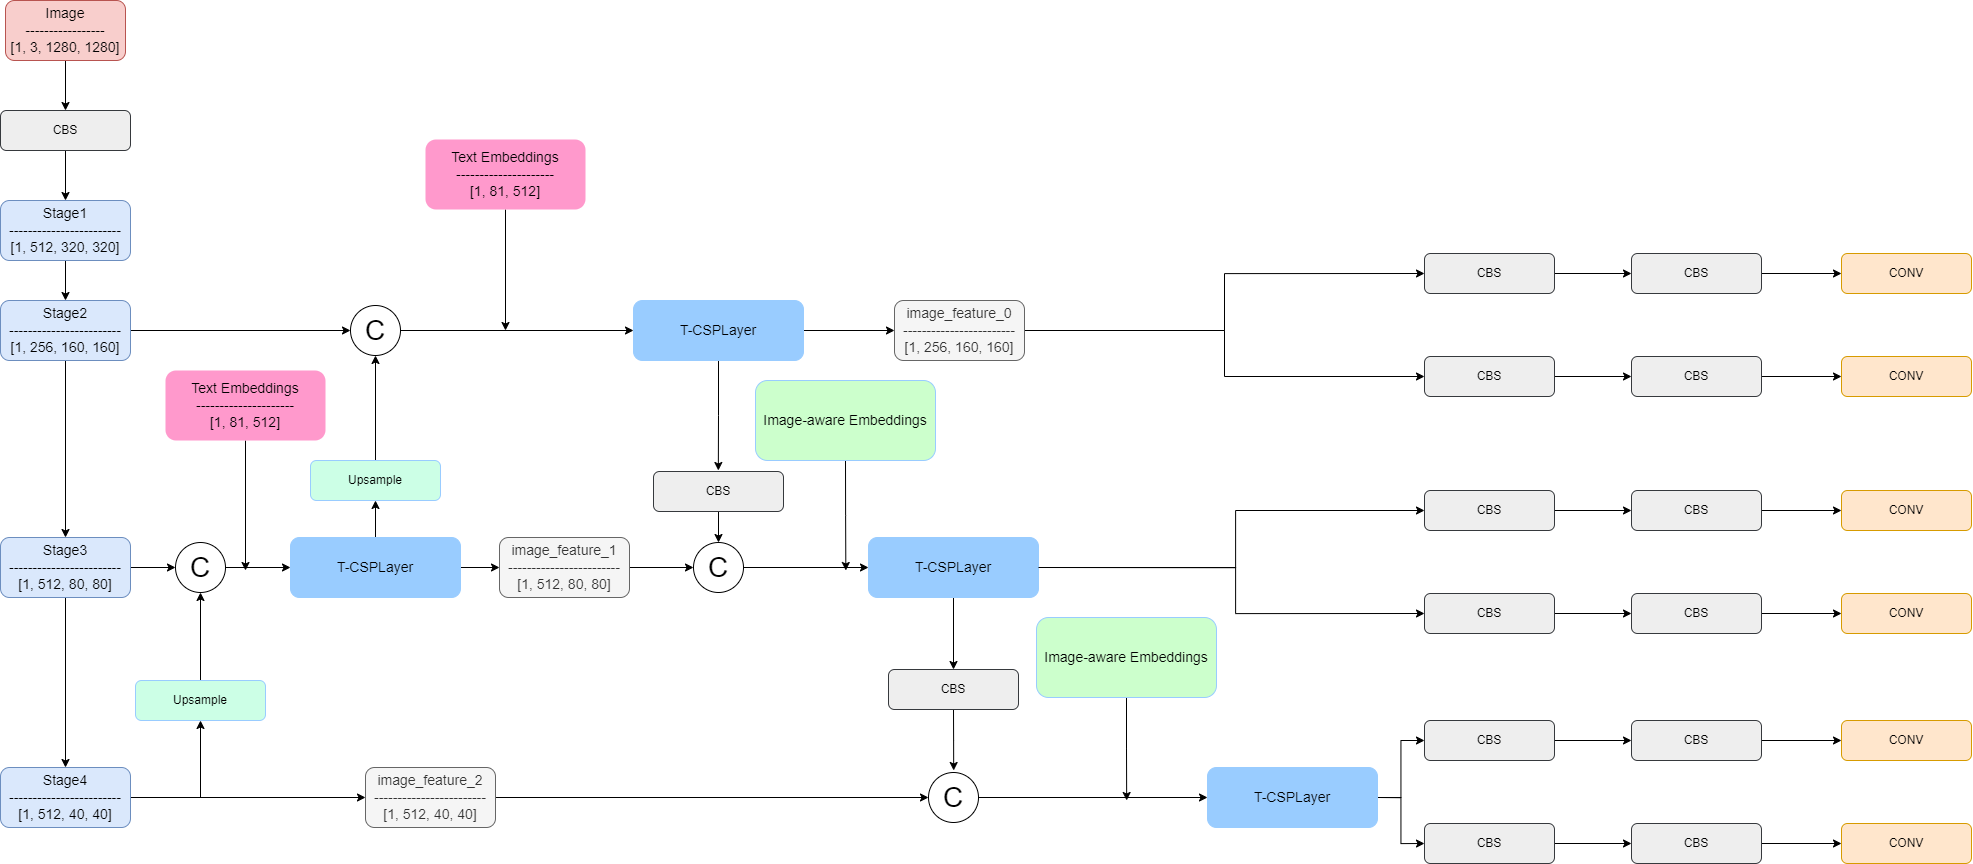 Image
-----------------
[1, 3, 1280, 1280]
CBS
Text Embeddings
---------------------
[1, 81, 512]
Stage1
------------------------
[1, 512, 320, 320]
CBS
CBS
CONV
Stage2
------------------------
[1, 256, 160, 160]
C
T-CSPLayer
image_feature_0
------------------------
[1, 256, 160, 160]
CBS
CBS
CONV
Text Embeddings
---------------------
[1, 81, 512]
Image-aware Embeddings
Upsample
CBS
CBS
CBS
CONV
Stage3
------------------------
[1, 512, 80, 80]
C
T-CSPLayer
image_feature_1
------------------------
[1, 512, 80, 80]
C
T-CSPLayer
CBS
CBS
CONV
Image-aware Embeddings
Upsample
CBS
CBS
CBS
CONV
Stage4
------------------------
[1, 512, 40, 40]
image_feature_2
------------------------
[1, 512, 40, 40]
C
T-CSPLayer
CBS
CBS
CONV